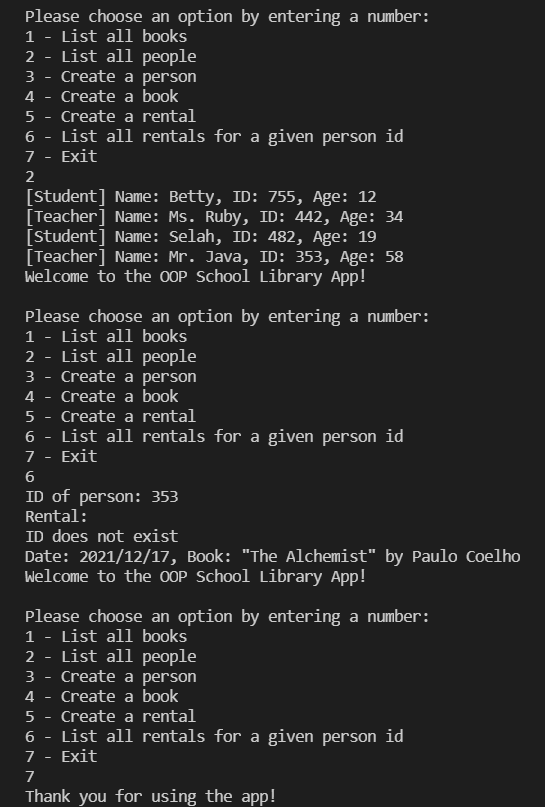 Please choose an option by entering a number:
1 - List all books
2 - List all people
3 - Create a person
4 - Create a book
5 - Create a rental
6 - List all rentals for a given person id
7 - Exit
2
[Student] Name: Betty, ID: 755, Age: 12
[Teacher] Name: Ms. Ruby, ID: 442, Age: 34
[Student] Name: Selah, ID: 482, Age: 19
[Teacher] Name: Mr. Java, ID: 353, Age: 58
Welcome to the OOP School Library App!
Please choose an option by entering a number:
1 - List all books
2 - List all people
3 - Create a person
4 - Create a book
5 - Create a rental
6 - List all rentals for a given person id
7 - Exit
6
ID of person: 353
Rental:
ID does not exist
Date: 2021/12/17, Book: "The Alchemist" by Paulo Coelho
Welcome to the OOP School Library App!
Please choose an option by entering a number:
1 - List all books
2 - List all people
3 - Create a person
4 - Create a book
5 - Create a rental
6 - List all rentals for a given person id
7 - Exit
7
Thank you for using the app!